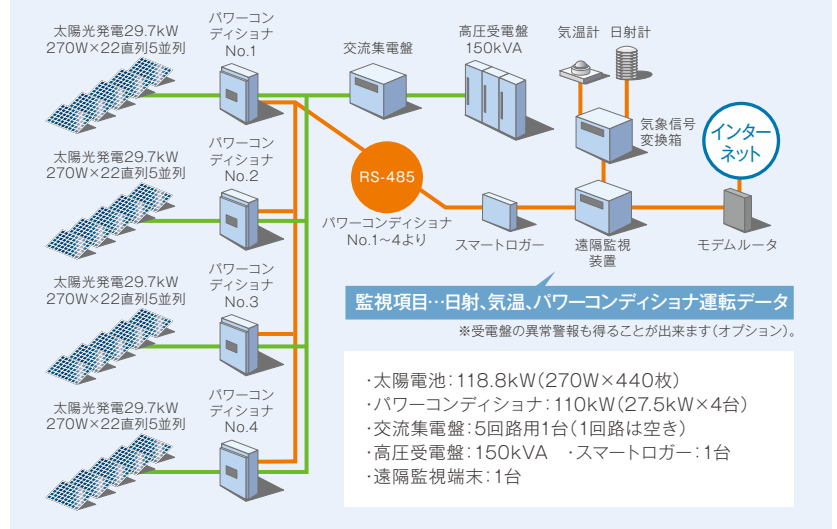 太陽光発電29.7kW
270W×22直列5並列
パワーコン
ディショナ
No.1
交流集電盤
高圧受電盤
150kVA
気温計
日射計
気象信号
変換箱
インター
ネット
太陽光発電29.7kW
270W×22直列5並列
パワーコン
ディショナ
No.2
RS-485
パワーコンディショナ
No.1〜4より
スマートロガー
遠隔監視
装置
モデムルータ
太陽光発電29.7kW
270W×22直列5並列
パワーコン
ディショナ
No.3
監視項目…日射、気温、パワーコンディショナ運転データ
※受電盤の異常警報も得ることが出来ます(オプション)。
太陽光発電29.7kW
270W×22直列5並列
パワーコン
ディショナ
No.4
・太陽電池：118.8kW(270W×440枚)
・パワーコンディショナ：110kW(27.5kW×4台)
・交流集電盤：5回路用1台(1回路は空き)
・高圧受電盤：150kVA ・スマートロガー：1台
・遠隔監視端末：1台